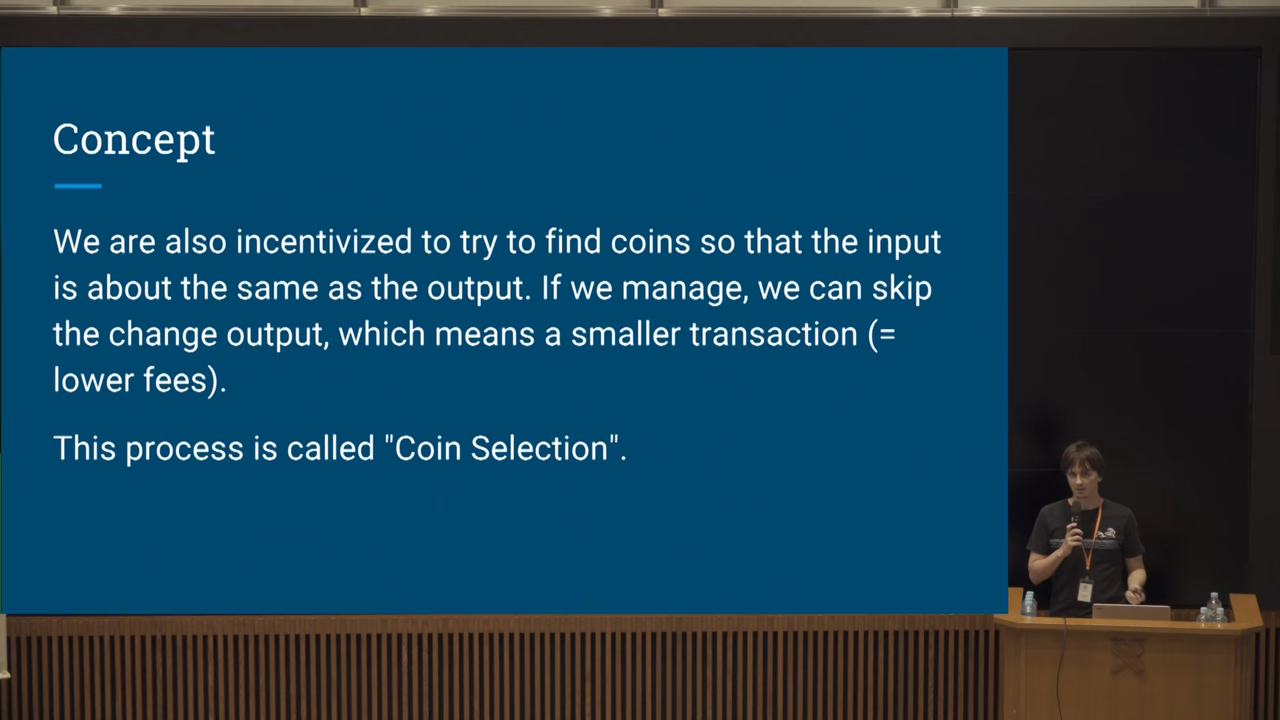 Concept
We are also incentivized to try to find coins so that the input
is about the same as the output. If we manage, we can skip
the change output, which means a smaller transaction (=
lower fees).
This process is called "Coin Selection".